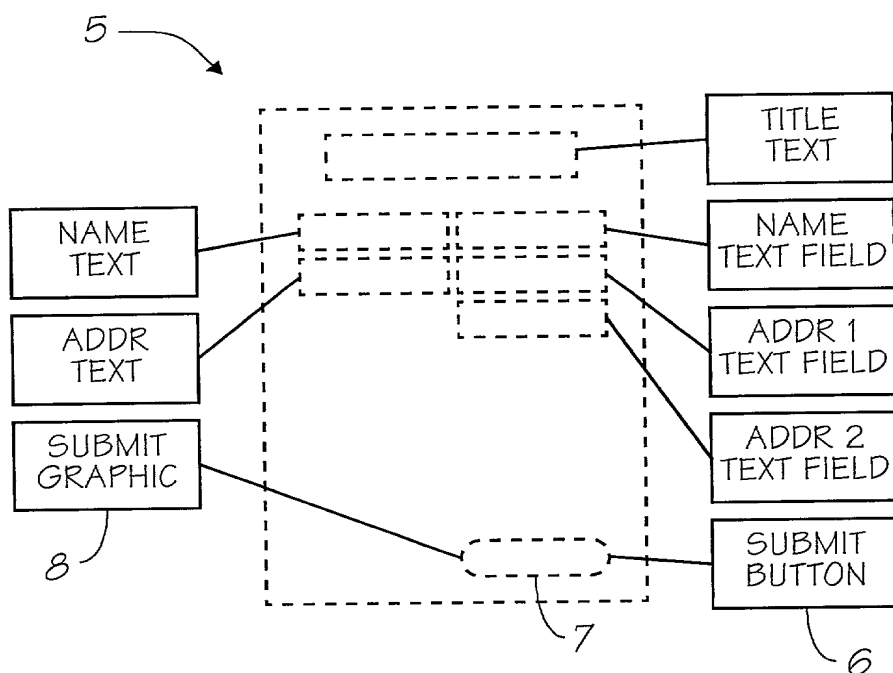 5
TITLE
TEXT
NAME
TEXT
NAME
TEXT FIELD
ADDR
TEXT
ADDR 1
TEXT FIELD
SUBMIT
GRAPHIC
ADDR 2
TEXT FIELD
8
SUBMIT
BUTTON
7
6